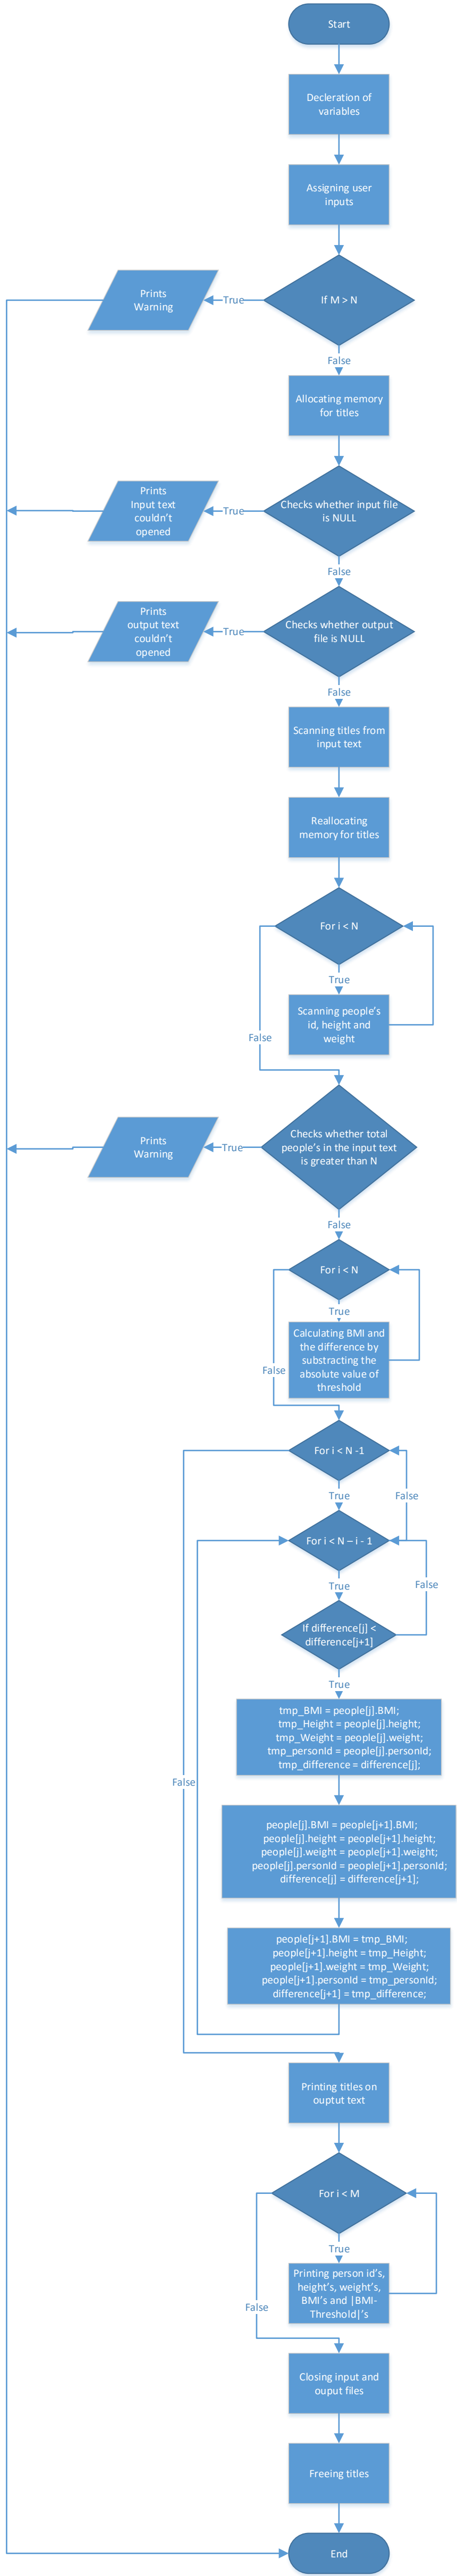 Start
Decleration of
variables
Assigning user
inputs
If M > N
True
Prints
Warning
False
Allocating memory
for titles
Checks whether input file
is NULL
True
Prints
Input text
couldn't
opened
False
Checks whether output
file is NULL
True
Prints
output text
couldn't
opened
False
Scanning titles from
input text
Reallocating
memory for titles
For i < N
True
Scanning people's
id, height and
weight
False
Checks whether total
people's in the input text
is greater than N
True
Prints
Warning
False
For i < N
True
Calculating BMI and
the difference by
substracting the
absolute value of
threshold
False
For i < N -1
True
False
For i < N – i - 1
True
False
If difference[j] <
difference[j+1]
True
tmp_BMI = people[j].BMI;
tmp_Height = people[j].height;
tmp_Weight = people[j].weight;
tmp_personId = people[j].personId;
tmp_difference = difference[j];
False
people[j].BMI = people[j+1].BMI;
people[j].height = people[j+1].height;
people[j].weight = people[j+1].weight;
people[j].personId = people[j+1].personId;
difference[j] = difference[j+1];
people[j+1].BMI = tmp_BMI;
people[j+1].height = tmp_Height;
people[j+1].weight = tmp_Weight;
people[j+1].personId = tmp_personId;
difference[j+1] = tmp_difference;
Printing titles on
ouptut text
For i < M
True
Printing person id's,
height's, weight's,
BMI's and |BMI-
Threshold|'s
False
Closing input and
ouput files
Freeing titles
End